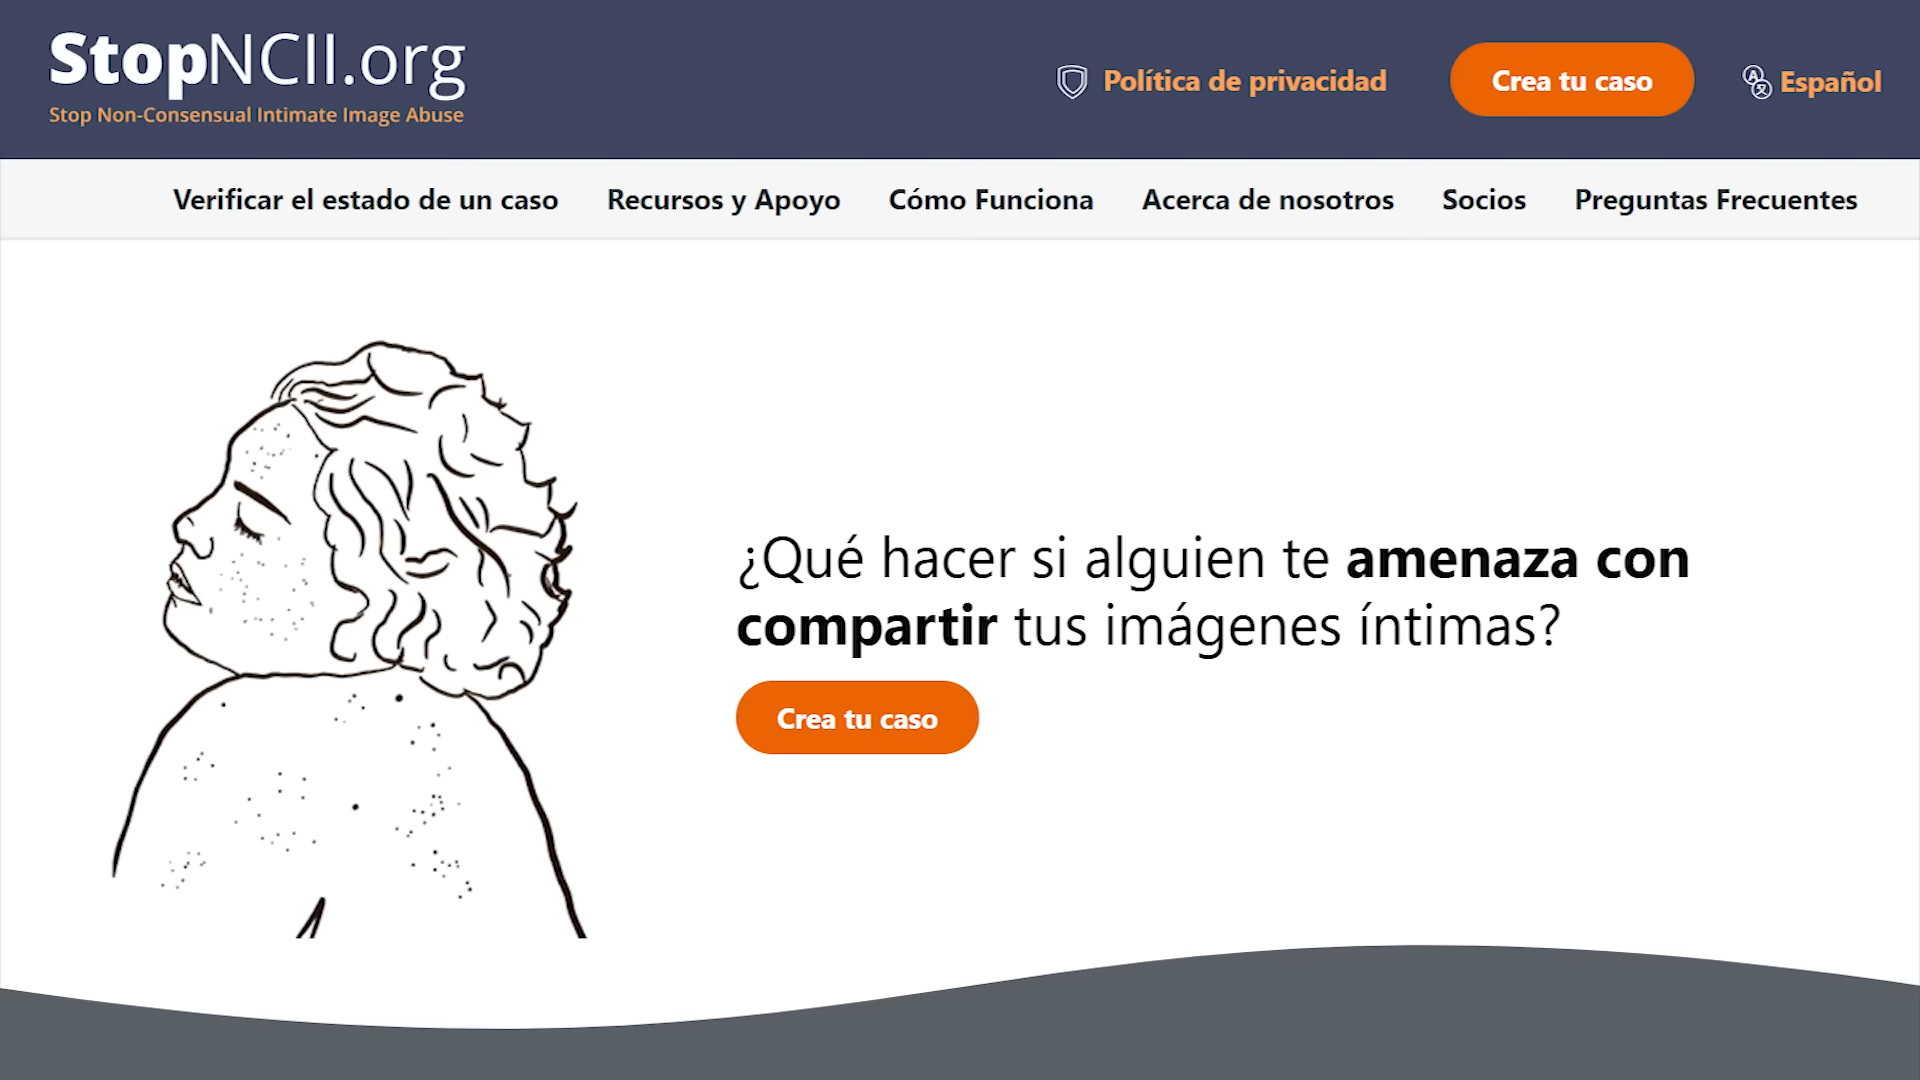 StopNCII.org
Stop Non-Consensual Intimate Image Abuse
Política de privacidad
Crea tu caso
Español
Verificar el estado de un caso
Recursos y Apoyo
Cómo Funciona
Acerca de nosotros
Socios
Preguntas Frecuentes
¿Qué hacer si alguien te amenaza con
compartir tus imágenes íntimas?
Crea tu caso